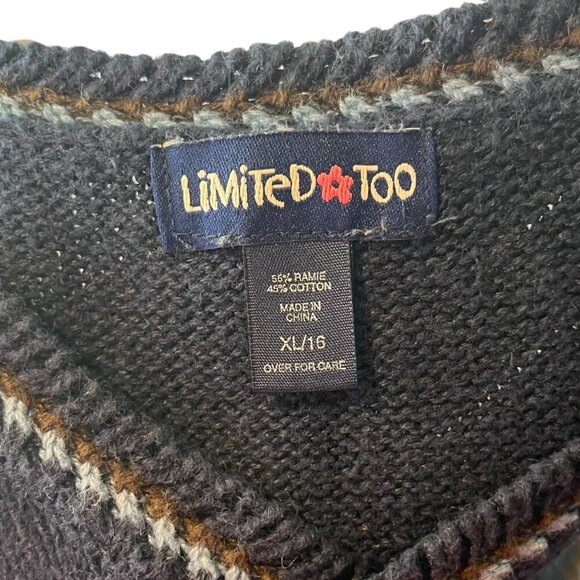 LiMiTeD TOO
55% RAMIE
45% COTTON
MADE IN
CHINA
XL/16
OVER FOR CARE